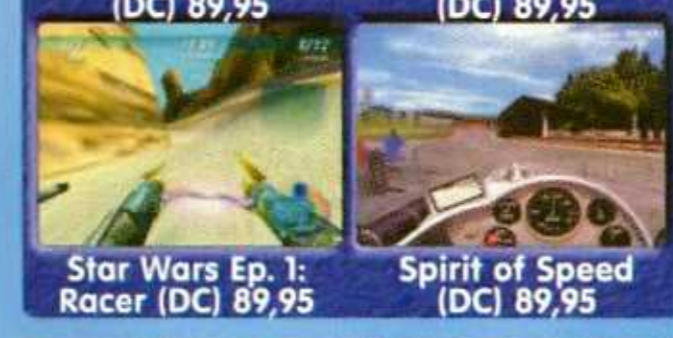 (DC) 89,95
(DC) 89,95
Star Wars Ep. 1:
Racer (DC) 89,95
Spirit of Speed
(DC) 89,95